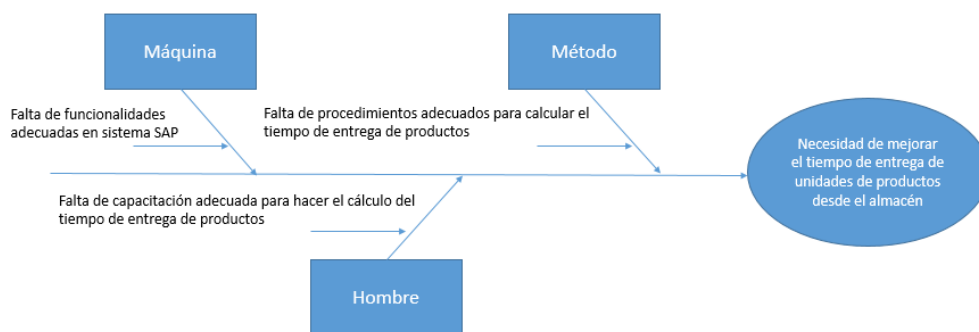 Máquina
Método
Falta de funcionalidades
adecuadas en sistema SAP
Falta de procedimientos adecuados para calcular el
tiempo de entrega de productos
Necesidad de mejorar
el tiempo de entrega de
unidades de productos
desde el almacén
Falta de capacitación adecuada para hacer el cálculo del
tiempo de entrega de productos
Hombre